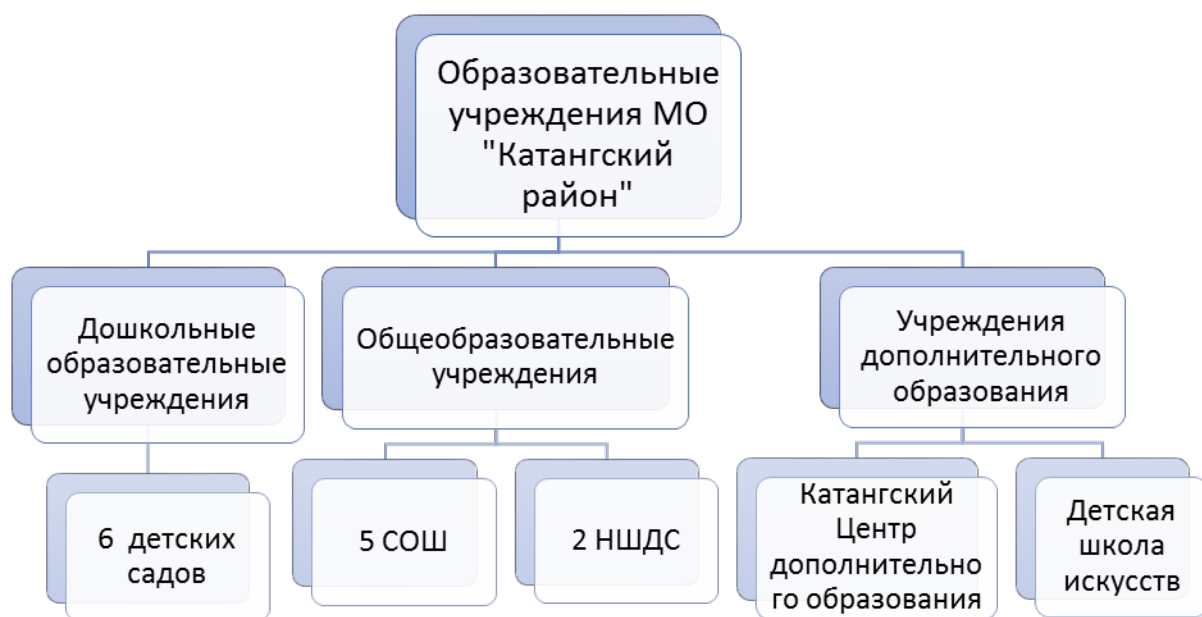 Образовательные
учреждения МО
"Катангский
район"
Дошкольные
образовательные
учреждения
Общеобразовательные
учреждения
Учреждения
дополнительного
образования
6 детских
садов
5 СОШ
2 НШДС
Катангский
Центр
дополнительно
го образования
Детская
школа
искусств